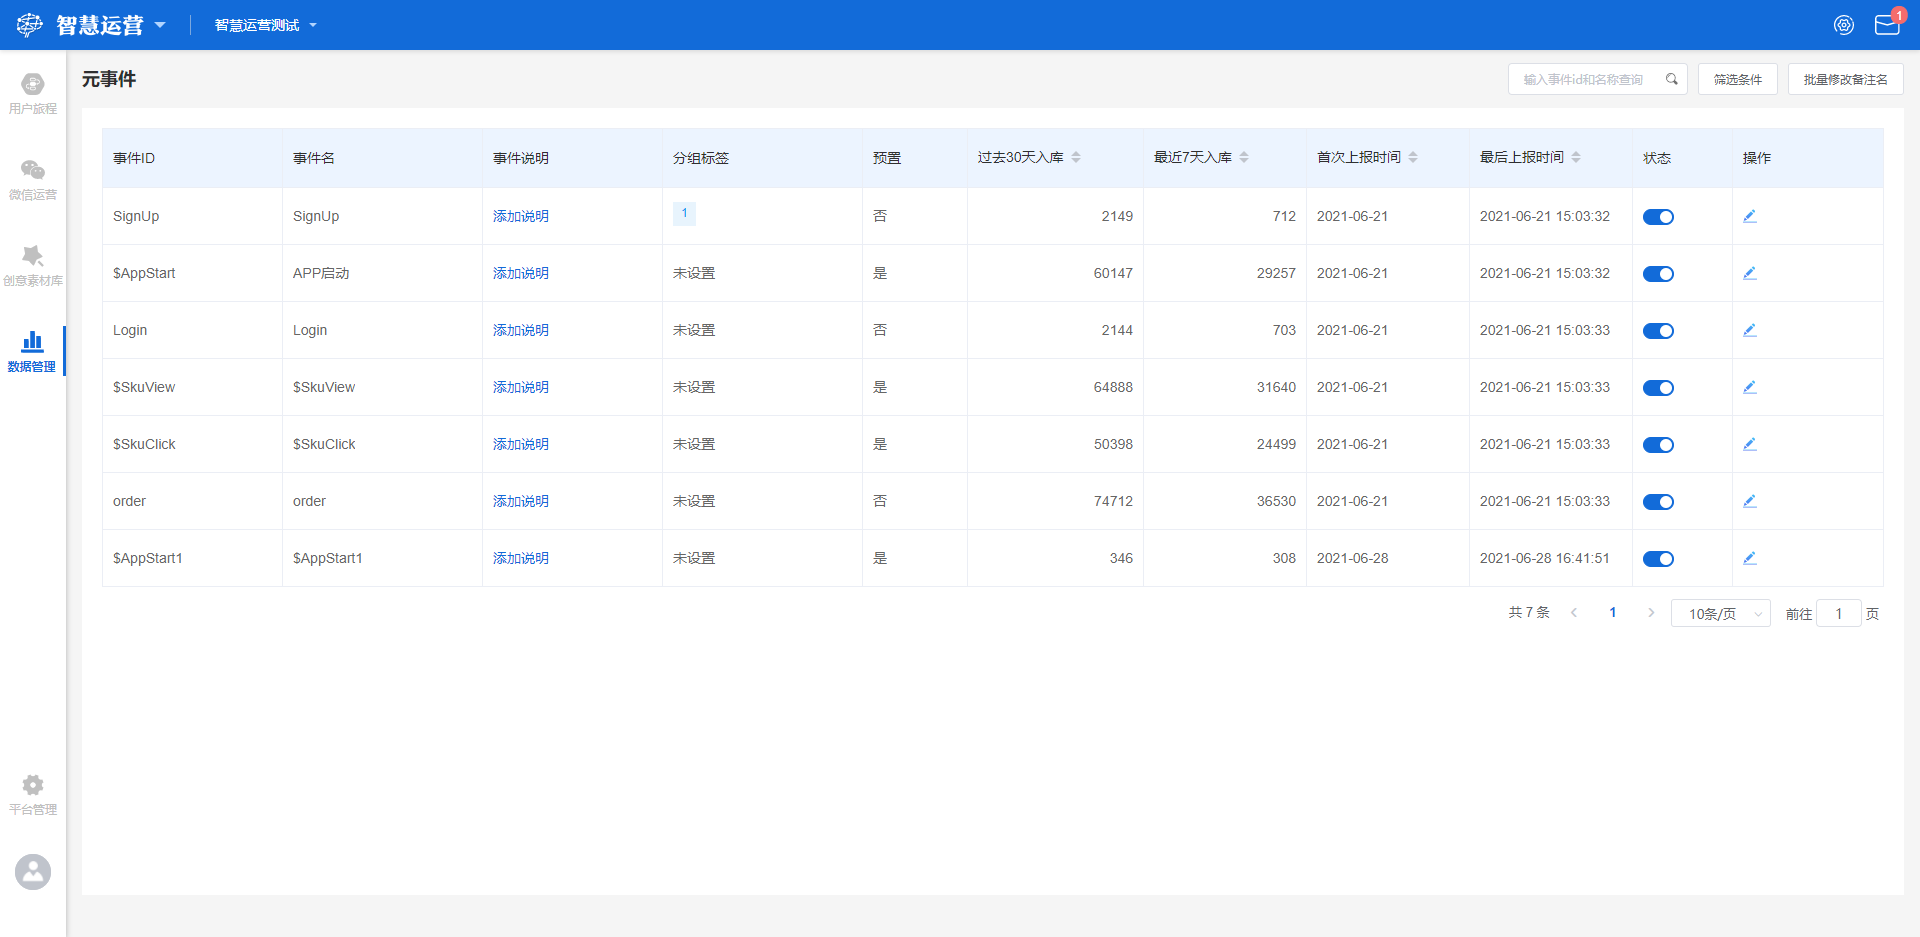 智慧运营
智慧运营测试
1
用户旅程
微信运营
创意素材库
数据管理
平台管理
元事件
输入事件id和名称查询
筛选条件
批量修改备注名
事件ID 事件名 事件说明 分组标签 预置 过去30天入库 最近7天入库 首次上报时间 最后上报时间 状态 操作
SignUp SignUp 添加说明 1 否 2149 712 2021-06-21 2021-06-21 15:03:32
$AppStart APP启动 添加说明 未设置 是 60147 29257 2021-06-21 2021-06-21 15:03:32
Login Login 添加说明 未设置 否 2144 703 2021-06-21 2021-06-21 15:03:33
$SkuView $SkuView 添加说明 未设置 是 64888 31640 2021-06-21 2021-06-21 15:03:33
$SkuClick $SkuClick 添加说明 未设置 是 50398 24499 2021-06-21 2021-06-21 15:03:33
order order 添加说明 未设置 否 74712 36530 2021-06-21 2021-06-21 15:03:33
$AppStart1 $AppStart1 添加说明 未设置 是 346 308 2021-06-28 2021-06-28 16:41:51
共 7 条 1 10条/页 前往 1 页